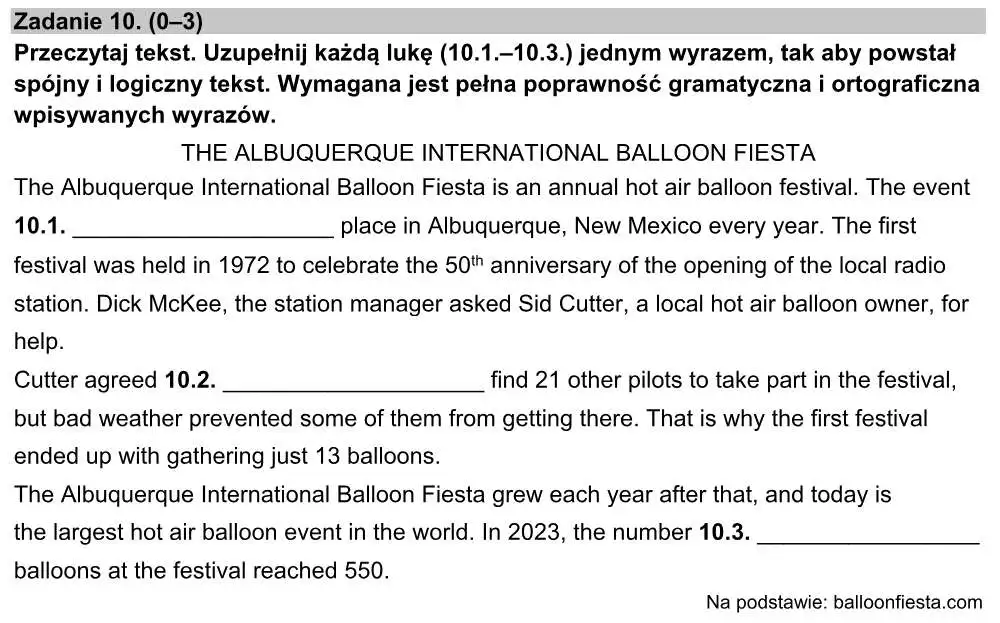 Zadanie 10. (0–3)
Przeczytaj tekst. Uzupełnij każdą lukę (10.1.–10.3.) jednym wyrazem, tak aby powstał
spójny i logiczny tekst. Wymagana jest pełna poprawność gramatyczna i ortograficzna
wpisywanych wyrazów.
THE ALBUQUERQUE INTERNATIONAL BALLOON FIESTA
The Albuquerque International Balloon Fiesta is an annual hot air balloon festival. The event
10.1. ____________________ place in Albuquerque, New Mexico every year. The first
festival was held in 1972 to celebrate the 50th anniversary of the opening of the local radio
station. Dick McKee, the station manager asked Sid Cutter, a local hot air balloon owner, for
help.
Cutter agreed 10.2. ____________________ find 21 other pilots to take part in the festival,
but bad weather prevented some of them from getting there. That is why the first festival
ended up with gathering just 13 balloons.
The Albuquerque International Balloon Fiesta grew each year after that, and today is
the largest hot air balloon event in the world. In 2023, the number 10.3. _________________
balloons at the festival reached 550.
Na podstawie: balloonfiesta.com